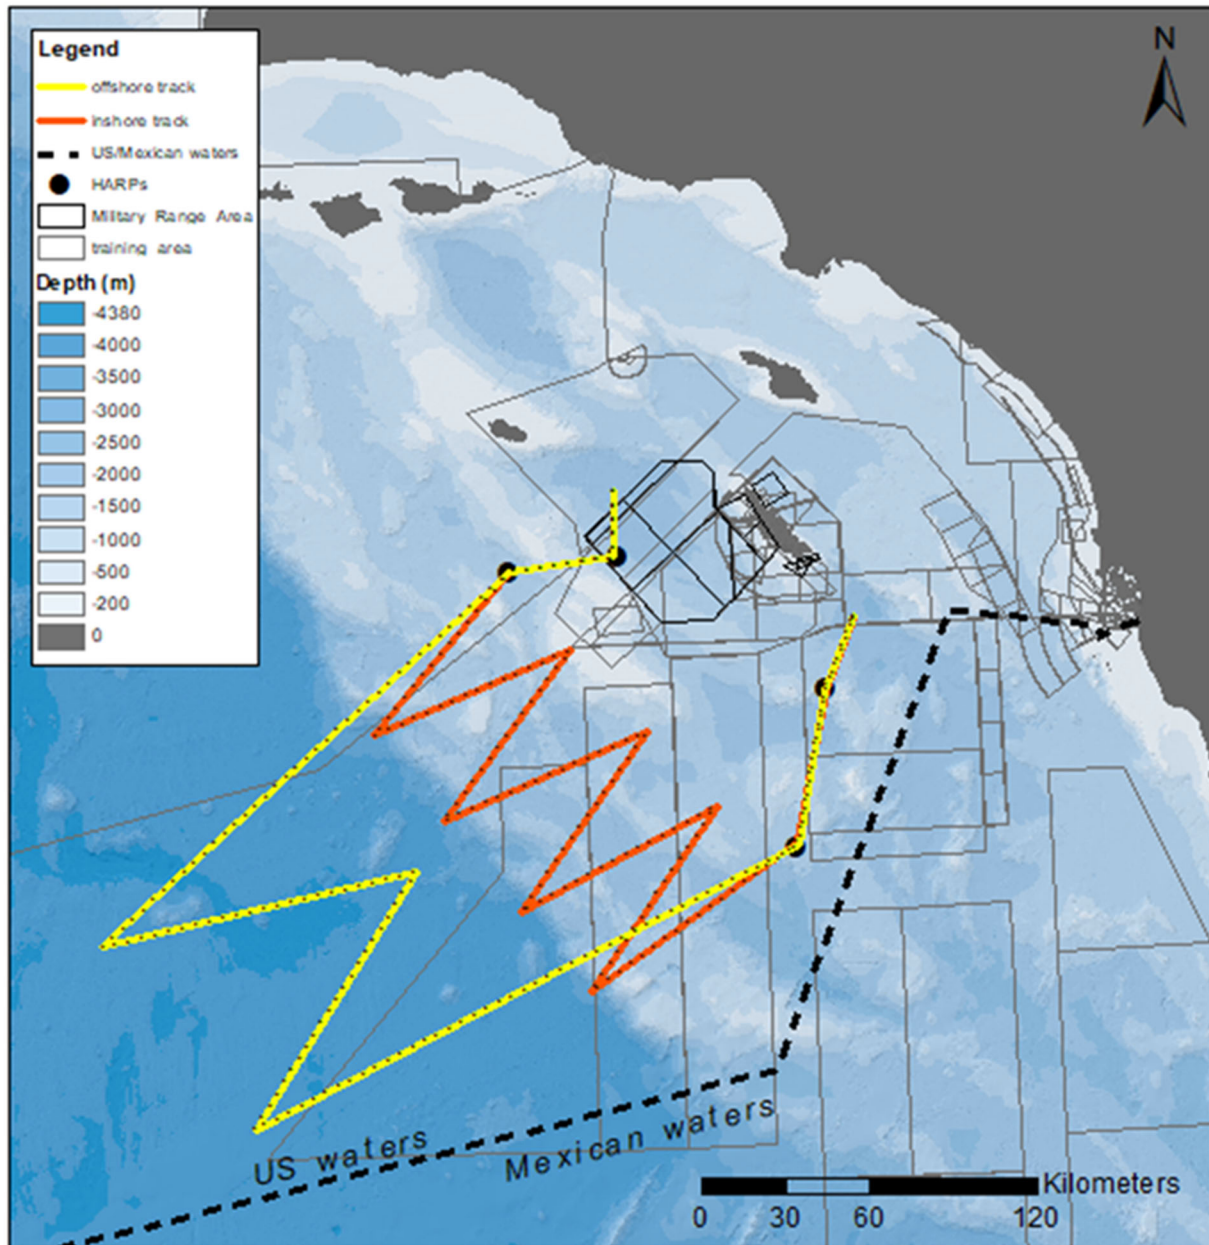 Legend
offshore track
inshore track
US/Mexican waters
HARPs
Military Range Area
training area
Depth (m)
-4380
-4000
-3500
-3000
-2500
-2000
-1500
-1000
-500
-200
0
N
US waters
Mexican waters
Kilometers
0 30 60 120